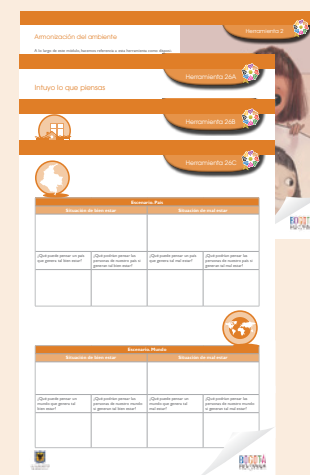 Herramienta 2
Armonización del ambiente
A lo largo de este módulo, haremos referencia a esta herramienta como dispo-
Herramienta 26A
Intuyo lo que piensas
Herramienta 26B
Herramienta 26C
Escenario. País
Situación de bien estar
Situación de mal estar
¿Qué puede pensar un país
que genera tal bien estar?
¿Qué podrían pensar las
personas de nuestro país si
generan tal bien estar?
¿Qué puede pensar un país
que genera tal mal estar?
¿Qué podrían pensar las
personas de nuestro país si
generan tal mal estar?
Escenario. Mundo
Situación de bien estar
Situación de mal estar
¿Qué puede pensar un
mundo que genera tal
bien estar?
¿Qué podrían pensar las
personas de nuestro mundo
si generan tal bien estar?
¿Qué puede pensar un
mundo que genera tal
mal estar?
¿Qué podrían pensar las
personas de nuestro mundo
si generan tal mal estar?
BOGOTÁ